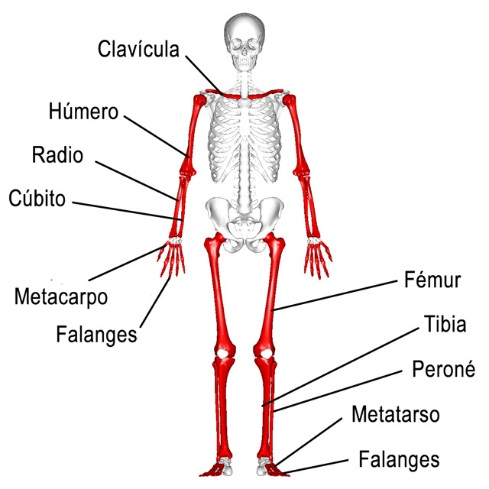 Clavícula
Húmero
Radio
Cúbito
Metacarpo
Falanges
Fémur
Tibia
Peroné
Metatarso
Falanges